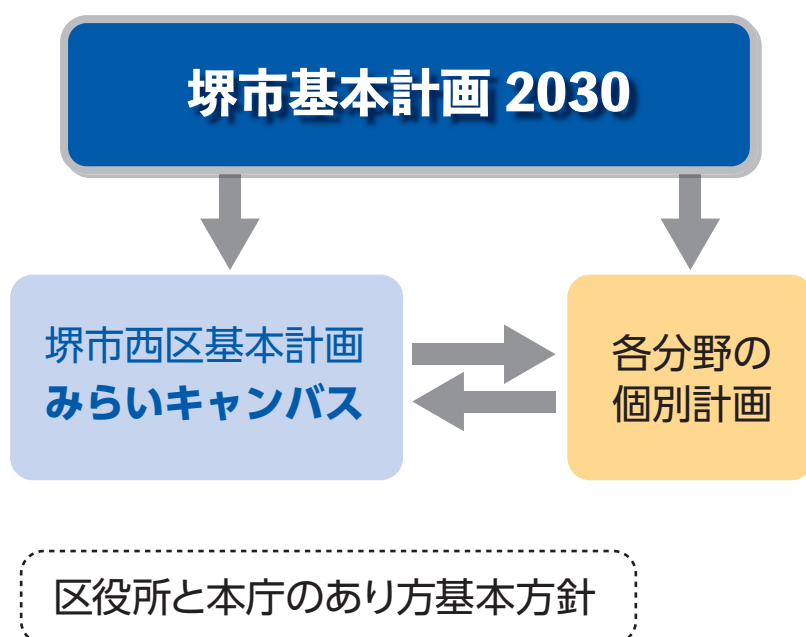 堺市基本計画 2030
堺市西区基本計画
みらいキャンバス
各分野の
個別計画
区役所と本庁のあり方基本方針